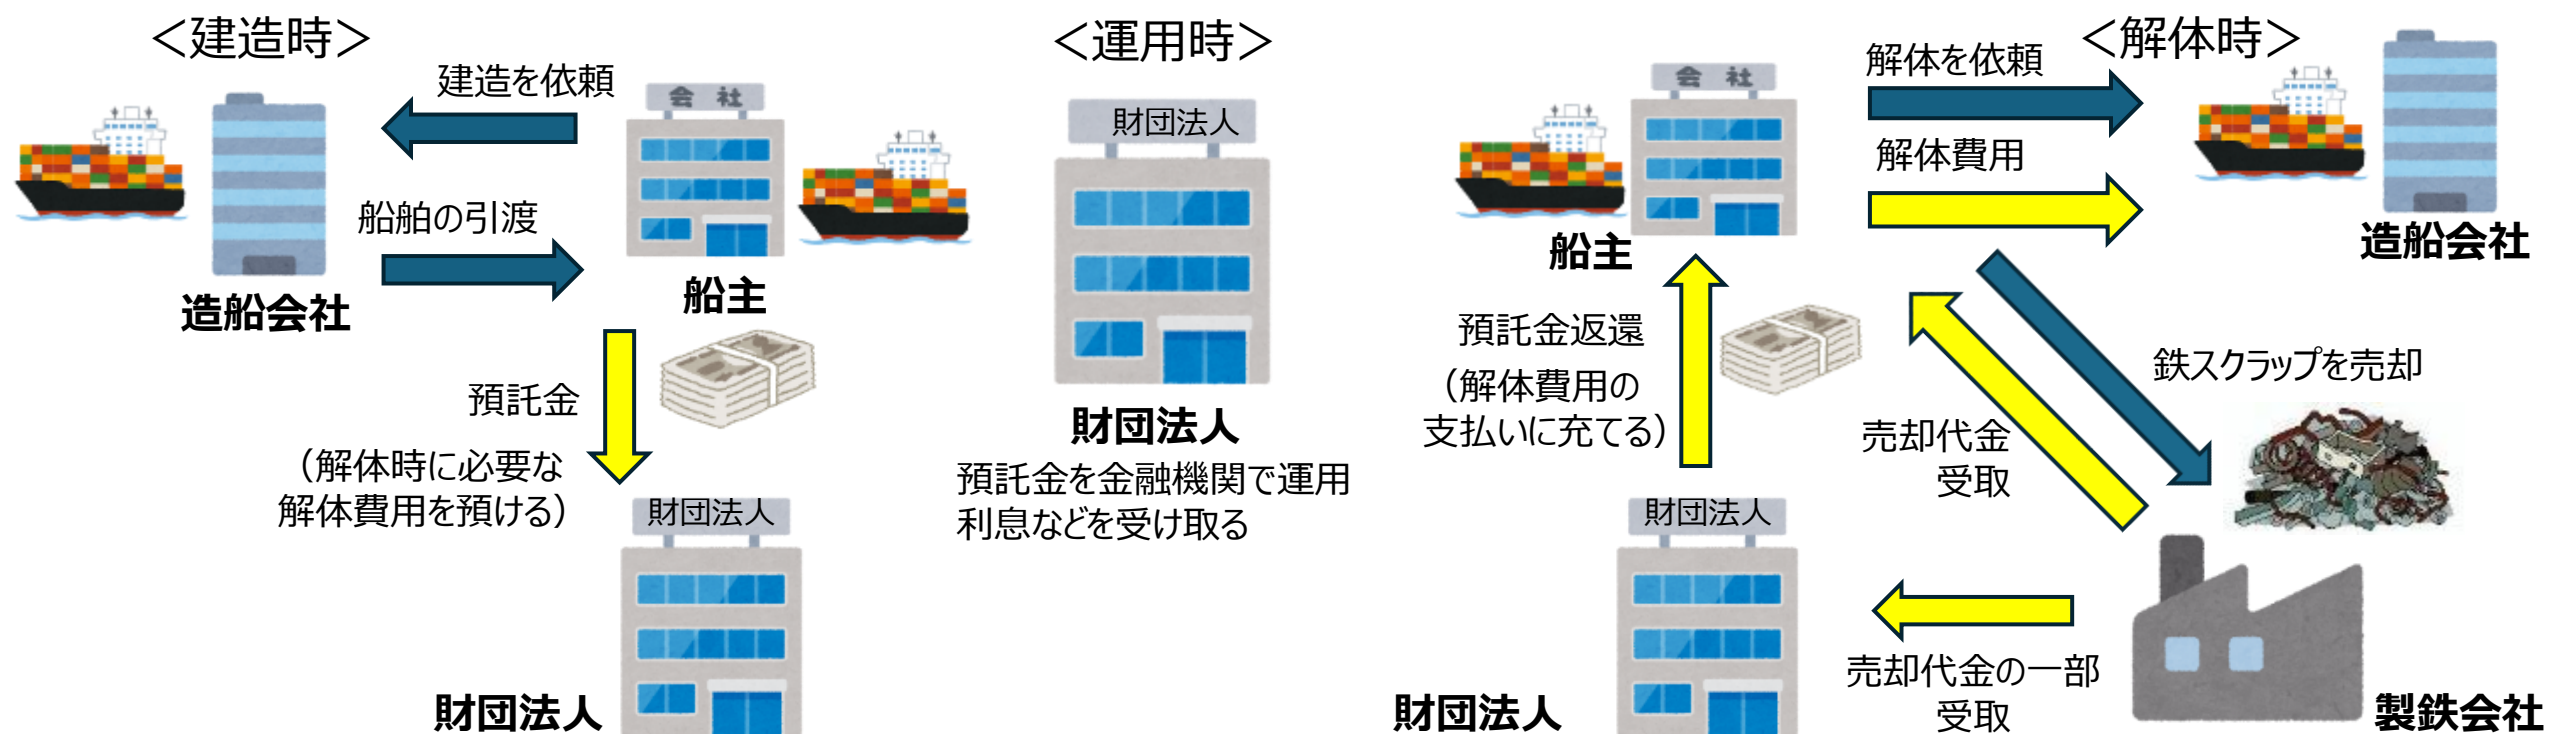 ＜建造時＞
建造を依頼
会 社
船舶の引渡
造船会社
船主
預託金
（解体時に必要な
解体費用を預ける）
財団法人
財団法人
＜運用時＞
財団法人
財団法人
預託金を金融機関で運用
利息などを受け取る
＜解体時＞
会 社
解体を依頼
解体費用
船主
造船会社
預託金返還
（解体費用の
支払いに充てる）
鉄スクラップを売却
売却代金
受取
財団法人
売却代金の一部
受取
財団法人
製鉄会社